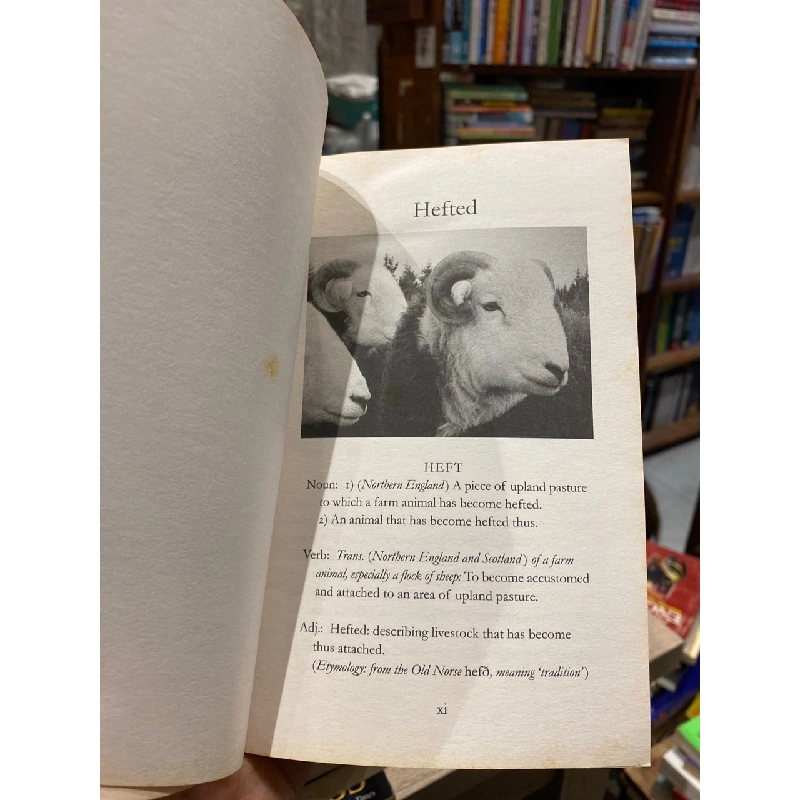 Hefted
HEFT
Noun: 1) (Northern England) A piece of upland pasture
to which a farm animal has become hefted.
2) An animal that has become hefted thus.
Verb: Trans. (Northern England and Scotland) of a farm
animal, especially a flock of sheep: To become accustomed
and attached to an area of upland pasture.
Adj.: Hefted: describing livestock that has become
thus attached.
(Etymology: from the Old Norse hefð, meaning ‘tradition’)
xi